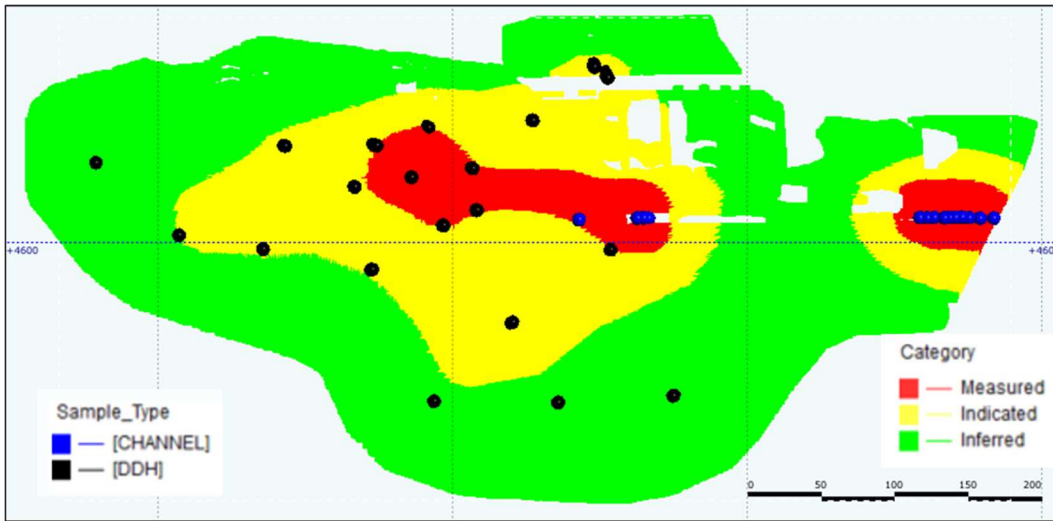 +4600
+460
Sample_Type
[CHANNEL]
[DDH]
Category
Measured
Indicated
Inferred
0 50 100 150 200